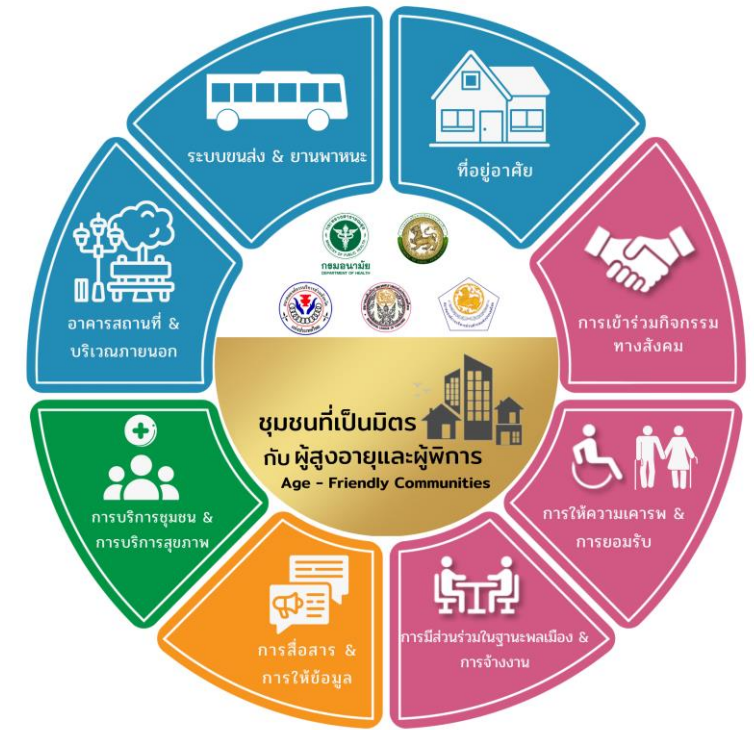 ระบบขนส่ง & ยานพาหนะ
ที่อยู่อาศัย
การเข้าร่วมกิจกรรม
ทางสังคม
การให้ความเคารพ &
การยอมรับ
การมีส่วนร่วมในฐานะพลเมือง &
การจ้างงาน
การสื่อสาร &
การให้ข้อมูล
การบริการชุมชน &
การบริการสุขภาพ
อาคารสถานที่ &
บริเวณภายนอก
กรมอนามัย
DEPARTMENT OF HEALTH
ชุมชนที่เป็นมิตร
กับ ผู้สูงอายุและผู้พิการ
Age - Friendly Communities